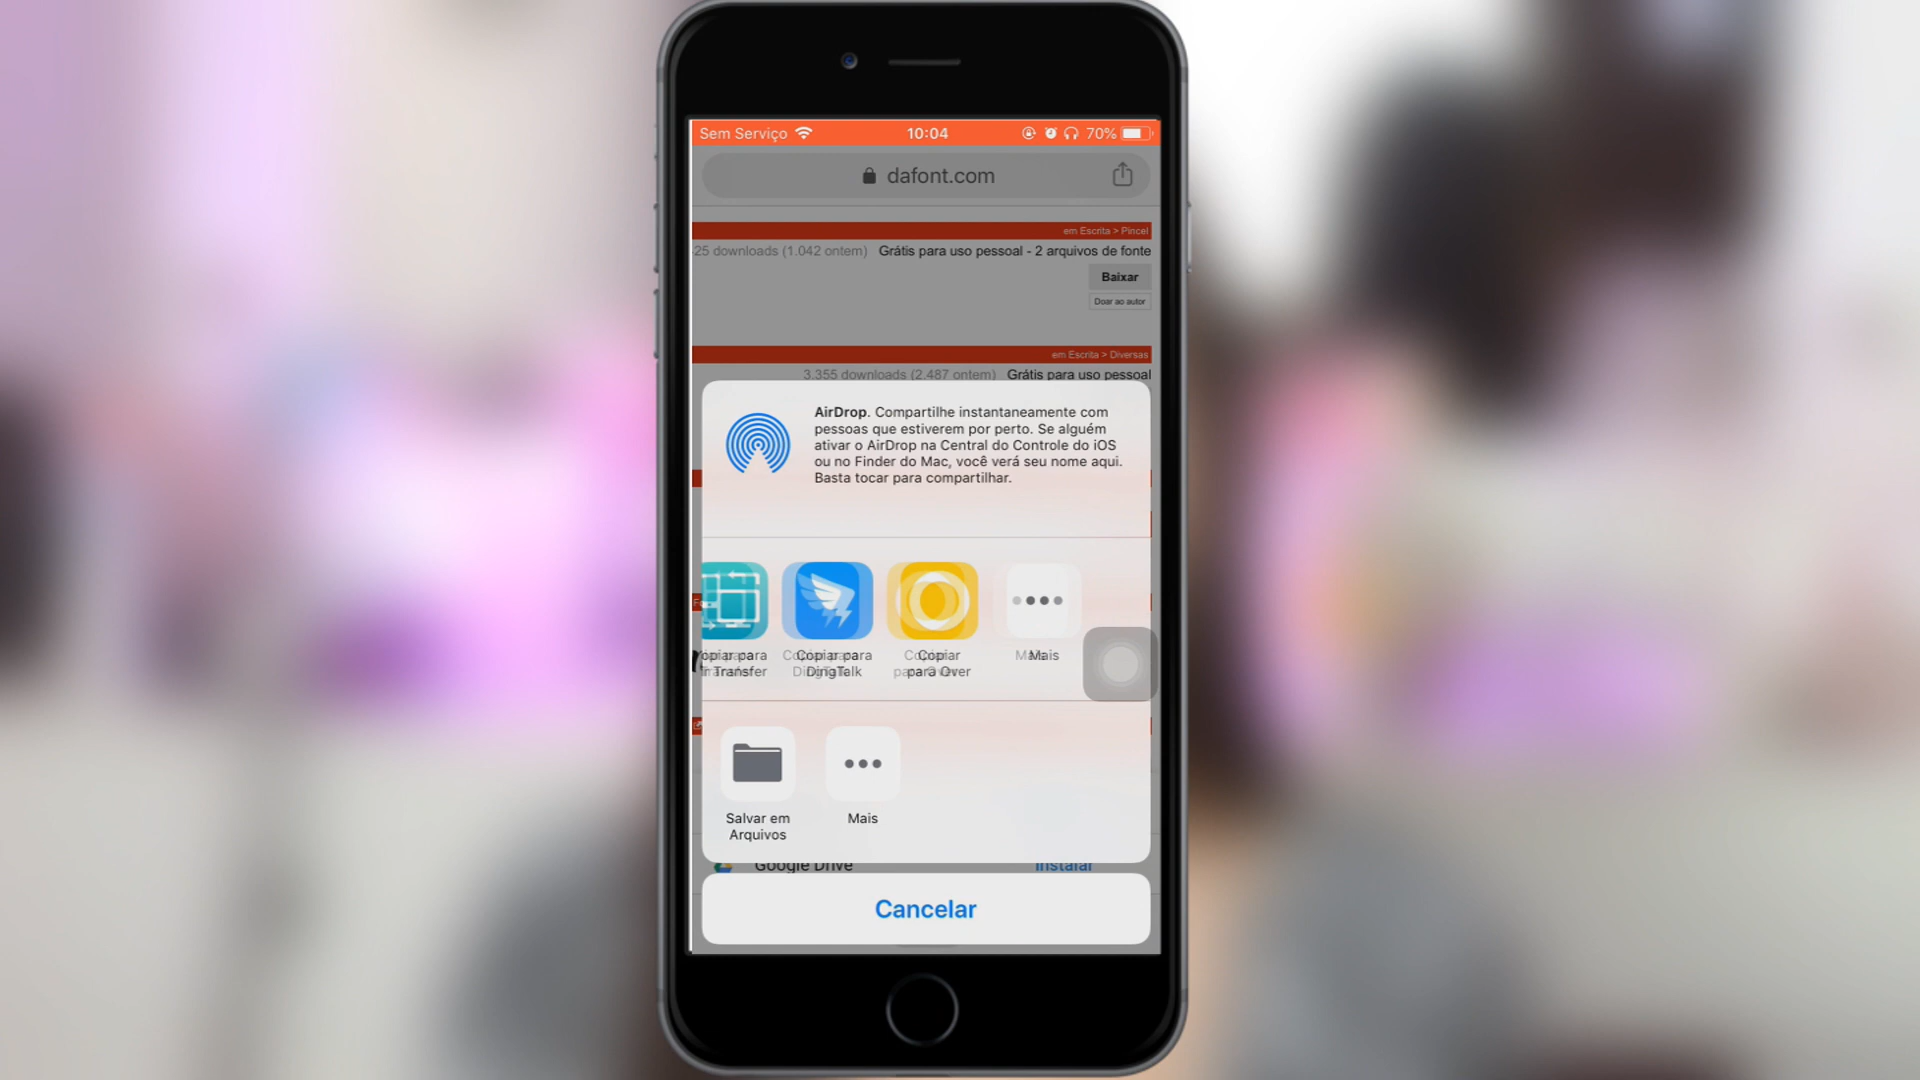 Sem Serviço
10:04
70%
dafont.com
em Escrita > Pincel
25 downloads (1.042 ontem) Grátis para uso pessoal - 2 arquivos de fonte
Baixar
Doar ao autor
em Escrita > Diversas
3.355 downloads (2.487 ontem) Grátis para uso pessoal
AirDrop. Compartilhe instantaneamente com
pessoas que estiverem por perto. Se alguém
ativar o AirDrop na Central do Controle do iOS
ou no Finder do Mac, você verá seu nome aqui.
Basta tocar para compartilhar.
opiar para
Transfer
Copiar para
DingTalk
Copiar
para Over
Mais
Salvar em
Arquivos
Mais
Google Drive
Instalar
Cancelar